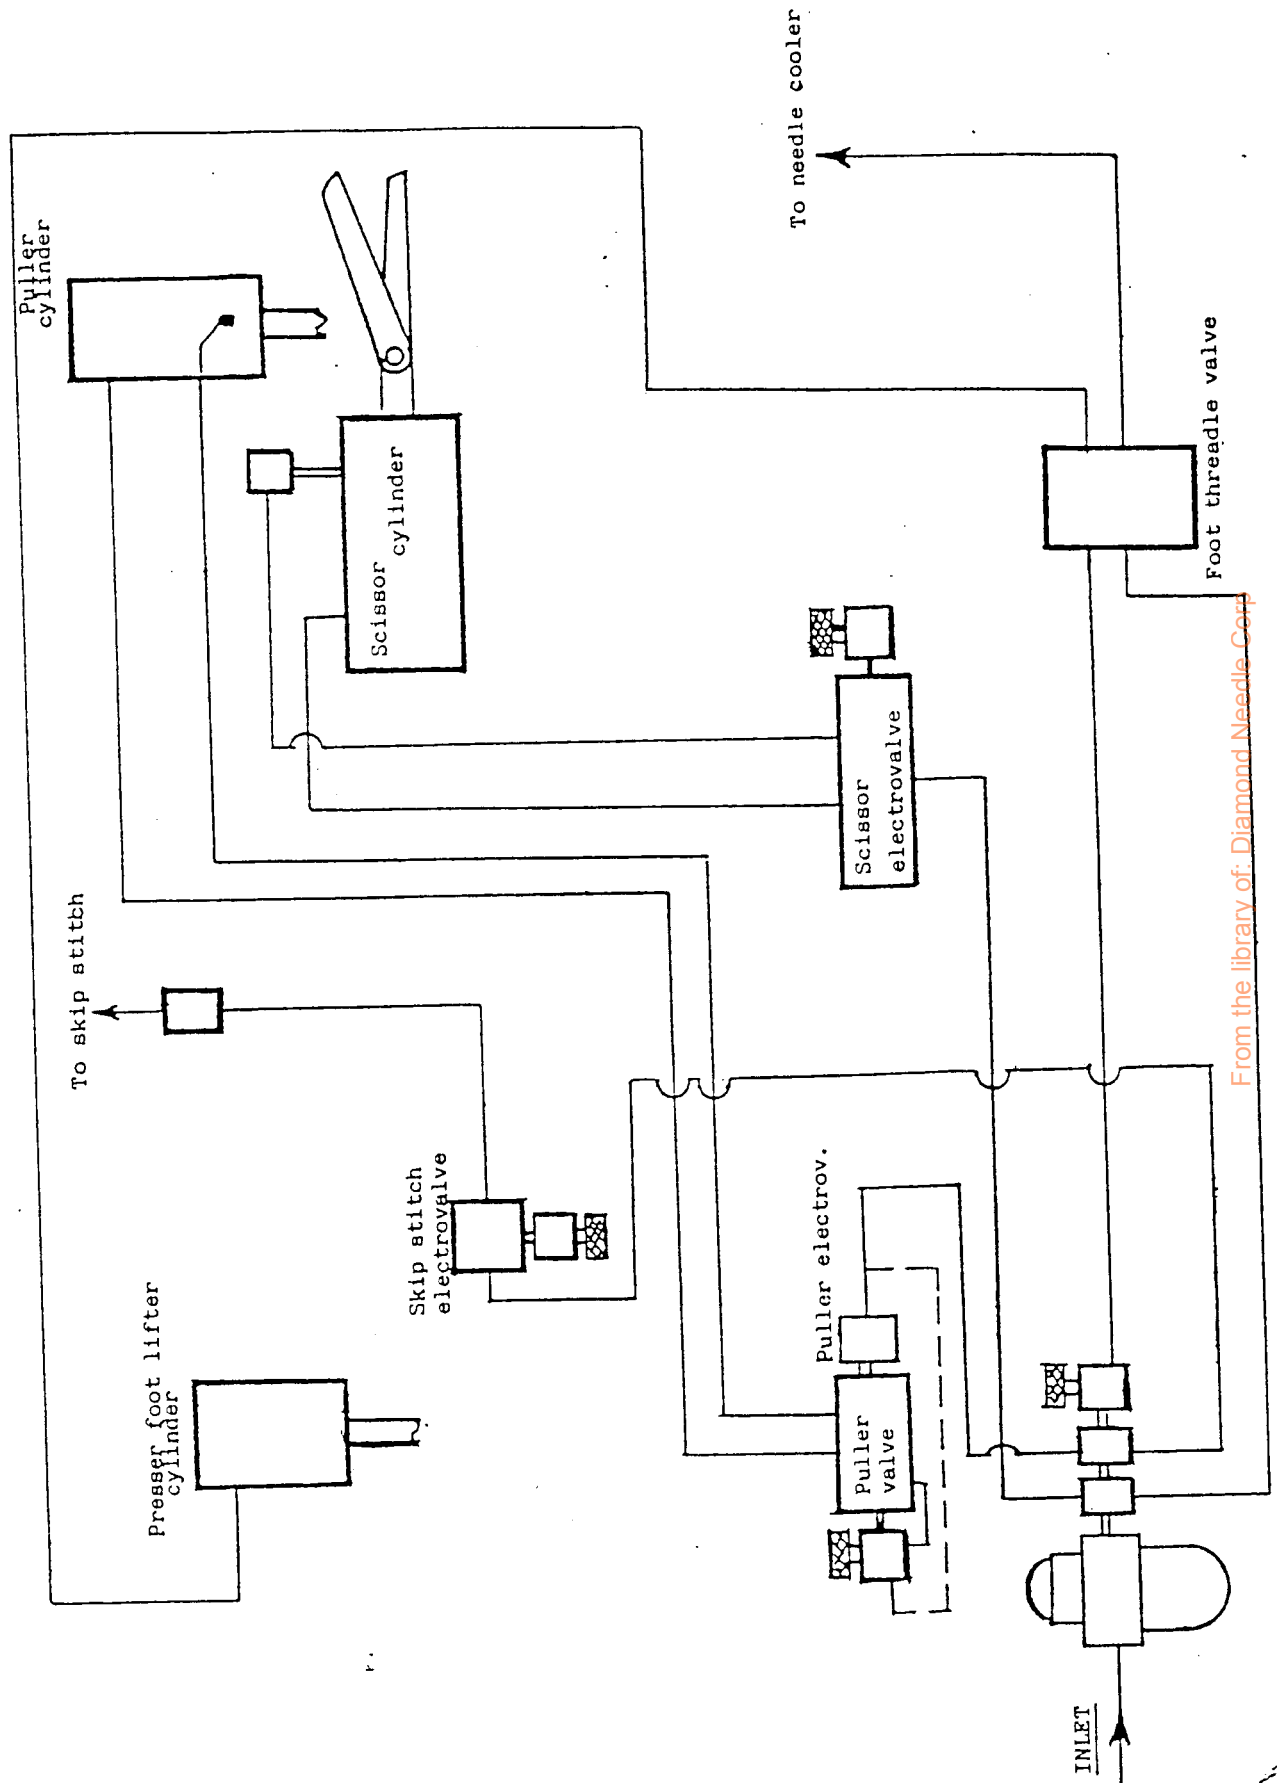 Presser foot lifter
cylinder
To skip stitch
Puller
cylinder
Skip stitch
electrovalve
Scissor
cylinder
Puller electrov.
Puller
valve
Scissor
electrovalve
To needle cooler
INLET
Foot threadle valve
From the library of: Diamond Needle Corp